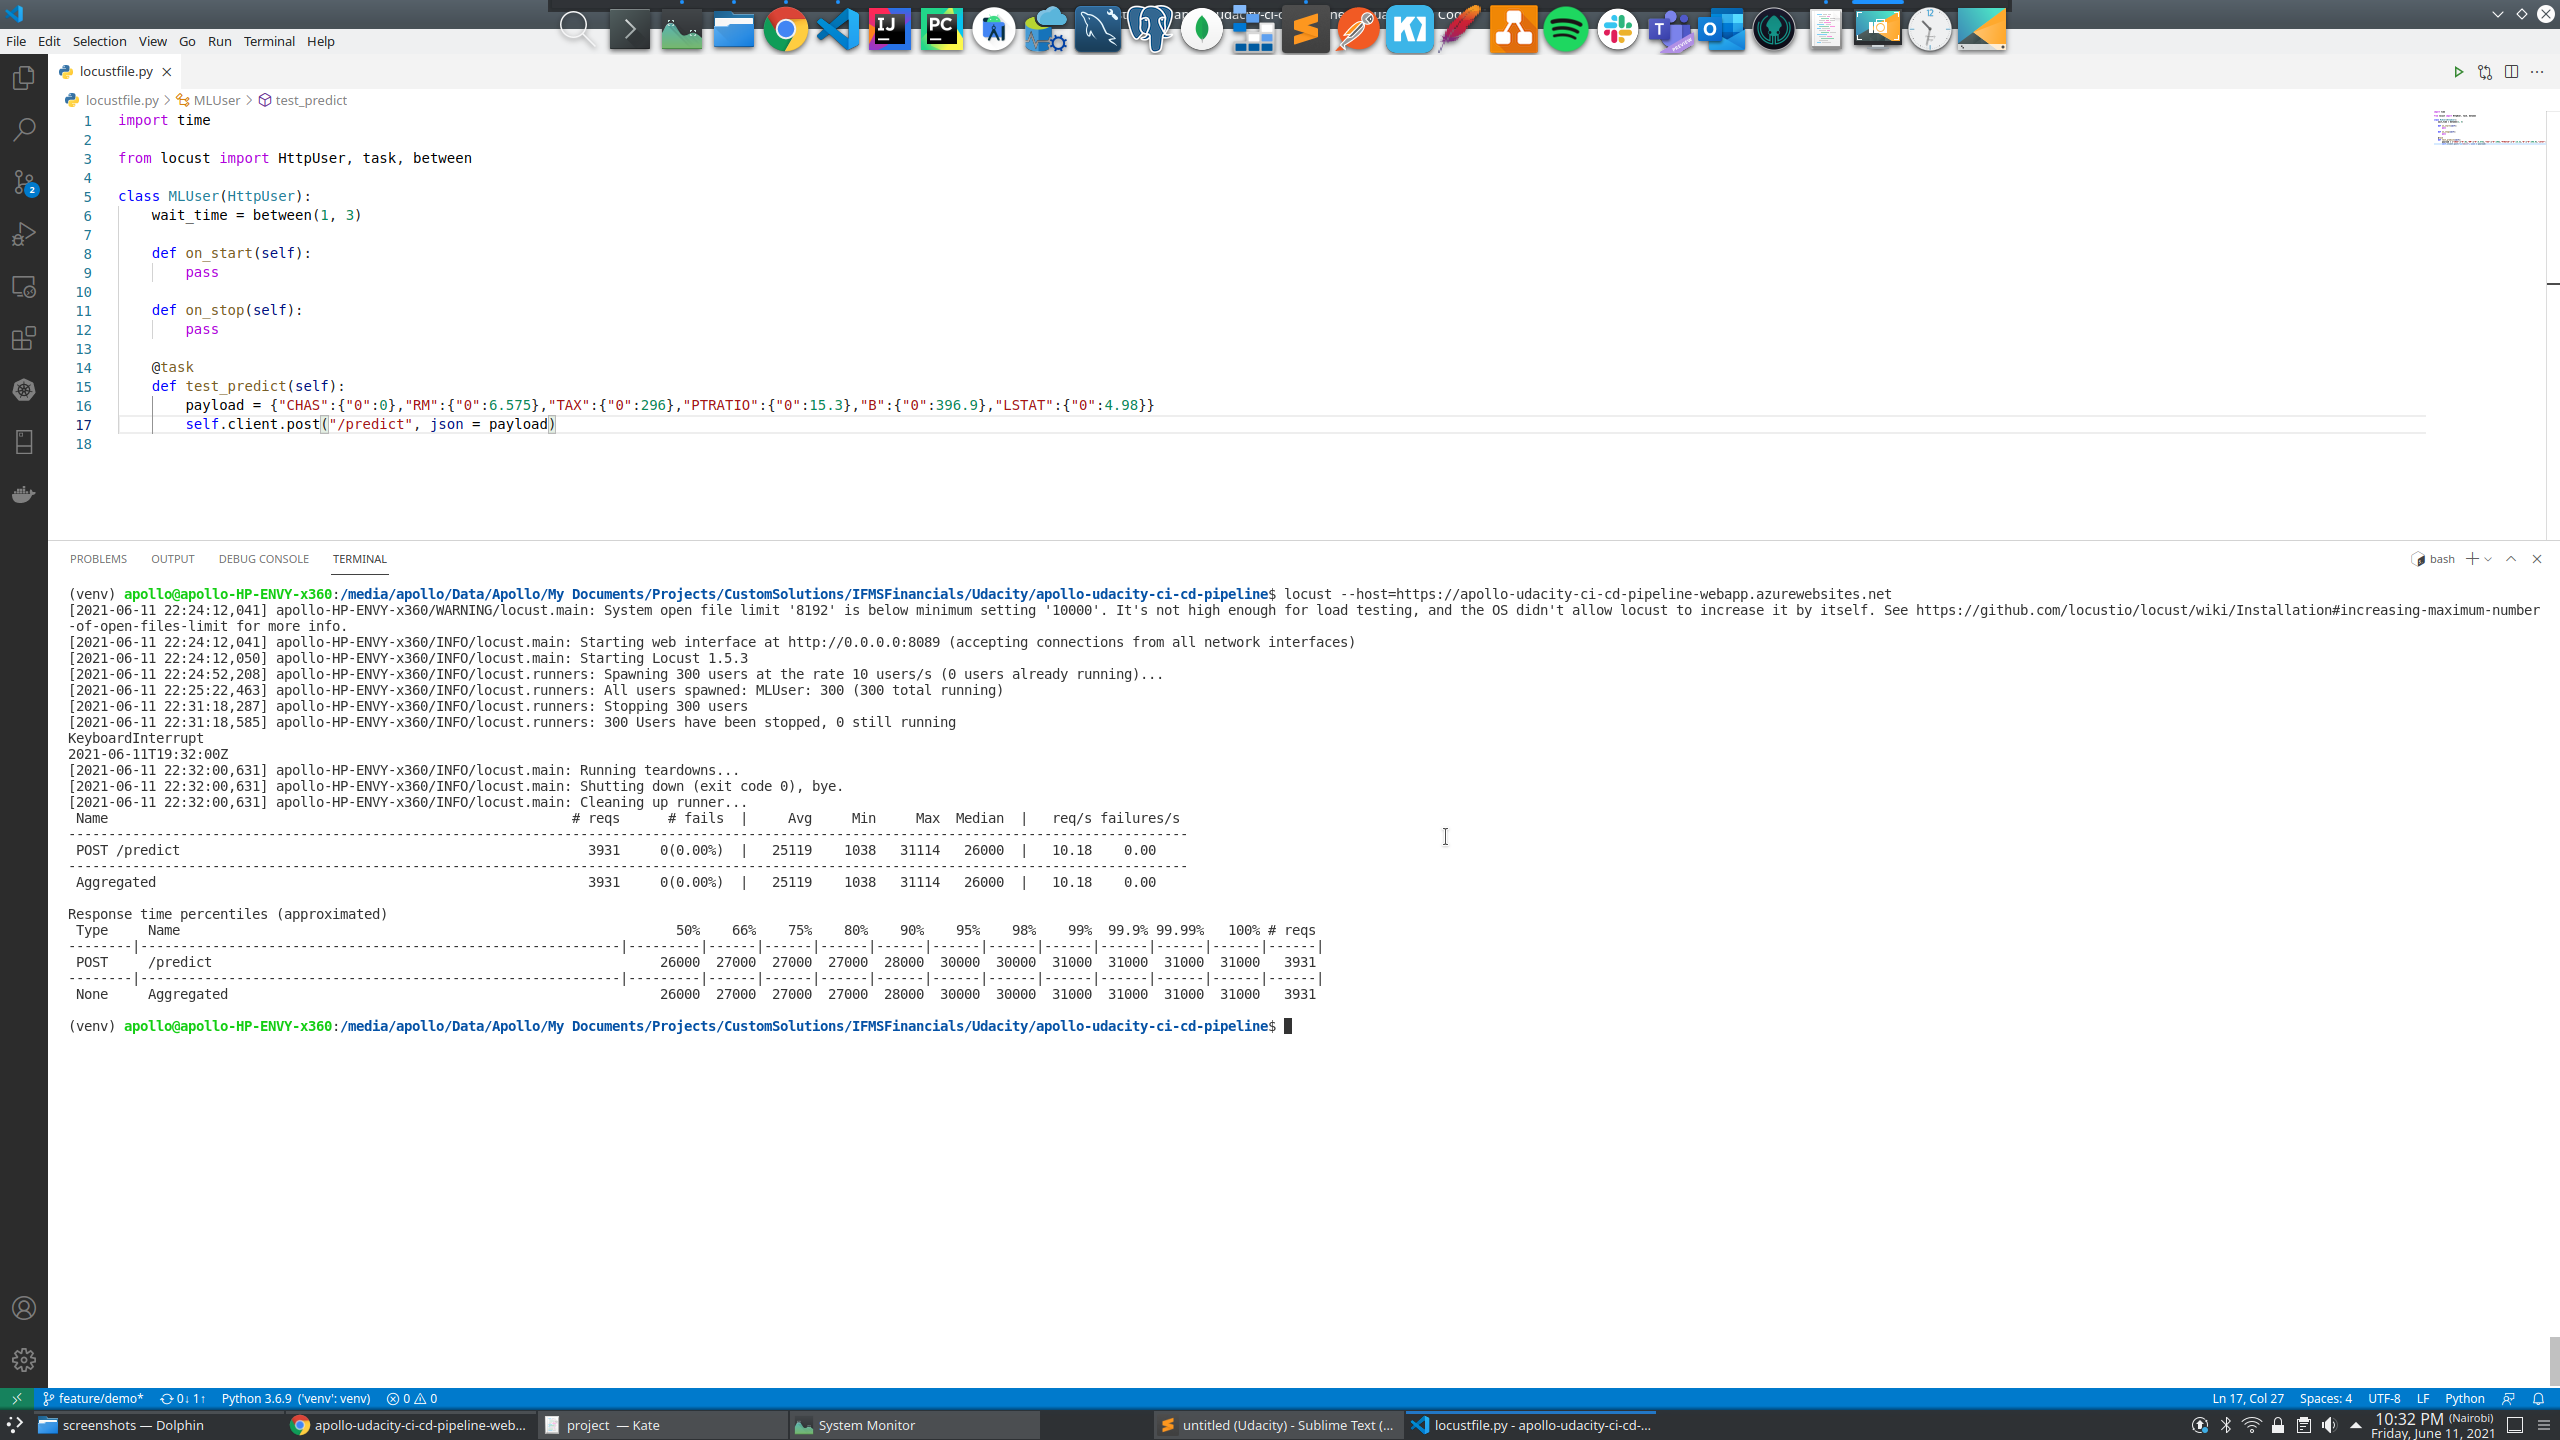 File Edit Selection View Go Run Terminal Help
IJ PC
locustfile.py
locustfile.py > MLUser > test_predict
1 import time
2
3 from locust import HttpUser, task, between
4
5 class MLUser(HttpUser):
6 wait_time = between(1, 3)
7
8 def on_start(self):
9 pass
10
11 def on_stop(self):
12 pass
13
14 @task
15 def test_predict(self):
16 payload = {"CHAS":{"0":0},"RM":{"0":6.575},"TAX":{"0":296},"PTRATIO":{"0":15.3},"B":{"0":396.9},"LSTAT":{"0":4.98}}
17 self.client.post("/predict", json = payload)
18
2
PROBLEMS OUTPUT DEBUG CONSOLE TERMINAL bash
(venv) apollo@apollo-HP-ENVY-x360:/media/apollo/Data/Apollo/My Documents/Projects/CustomSolutions/IFMSFinancials/Udacity/apollo-udacity-ci-cd-pipeline$ locust --host=https://apollo-udacity-ci-cd-pipeline-webapp.azurewebsites.net
[2021-06-11 22:24:12,041] apollo-HP-ENVY-x360/WARNING/locust.main: System open file limit '8192' is below minimum setting '10000'. It's not high enough for load testing, and the OS didn't allow locust to increase it by itself. See https://github.com/locustio/locust/wiki/Installation#increasing-maximum-number
-of-open-files-limit for more info.
[2021-06-11 22:24:12,041] apollo-HP-ENVY-x360/INFO/locust.main: Starting web interface at http://0.0.0.0:8089 (accepting connections from all network interfaces)
[2021-06-11 22:24:12,050] apollo-HP-ENVY-x360/INFO/locust.main: Starting Locust 1.5.3
[2021-06-11 22:24:52,208] apollo-HP-ENVY-x360/INFO/locust.runners: Spawning 300 users at the rate 10 users/s (0 users already running)...
[2021-06-11 22:25:22,463] apollo-HP-ENVY-x360/INFO/locust.runners: All users spawned: MLUser: 300 (300 total running)
[2021-06-11 22:31:18,287] apollo-HP-ENVY-x360/INFO/locust.runners: Stopping 300 users
[2021-06-11 22:31:18,585] apollo-HP-ENVY-x360/INFO/locust.runners: 300 Users have been stopped, 0 still running
KeyboardInterrupt
2021-06-11T19:32:00Z
[2021-06-11 22:32:00,631] apollo-HP-ENVY-x360/INFO/locust.main: Running teardowns...
[2021-06-11 22:32:00,631] apollo-HP-ENVY-x360/INFO/locust.main: Shutting down (exit code 0), bye.
[2021-06-11 22:32:00,631] apollo-HP-ENVY-x360/INFO/locust.main: Cleaning up runner...
Name # reqs # fails | Avg Min Max Median | req/s failures/s
POST /predict 3931 0(0.00%) | 25119 1038 31114 26000 | 10.18 0.00
Aggregated 3931 0(0.00%) | 25119 1038 31114 26000 | 10.18 0.00
Response time percentiles (approximated)
Type Name 50% 66% 75% 80% 90% 95% 98% 99% 99.9% 99.99% 100% # reqs
POST /predict 26000 27000 27000 27000 28000 30000 30000 31000 31000 31000 31000 3931
None Aggregated 26000 27000 27000 27000 28000 30000 30000 31000 31000 31000 31000 3931
(venv) apollo@apollo-HP-ENVY-x360:/media/apollo/Data/Apollo/My Documents/Projects/CustomSolutions/IFMSFinancials/Udacity/apollo-udacity-ci-cd-pipeline$
feature/demo* 0↓ 1↑ Python 3.6.9 ('venv': venv) 0 0 Ln 17, Col 27 Spaces: 4 UTF-8 LF Python
screenshots — Dolphin apollo-udacity-ci-cd-pipeline-web... project — Kate System Monitor untitled (Udacity) - Sublime Text (... locustfile.py - apollo-udacity-ci-cd-... 10:32 PM (Nairobi)
Friday, June 11, 2021